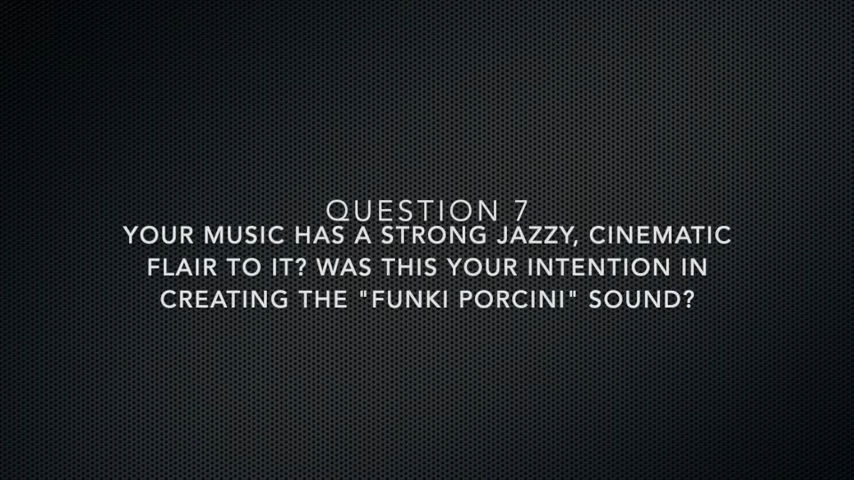 QUESTION 7
YOUR MUSIC HAS A STRONG JAZZY, CINEMATIC
FLAIR TO IT? WAS THIS YOUR INTENTION IN
CREATING THE "FUNKI PORCINI" SOUND?